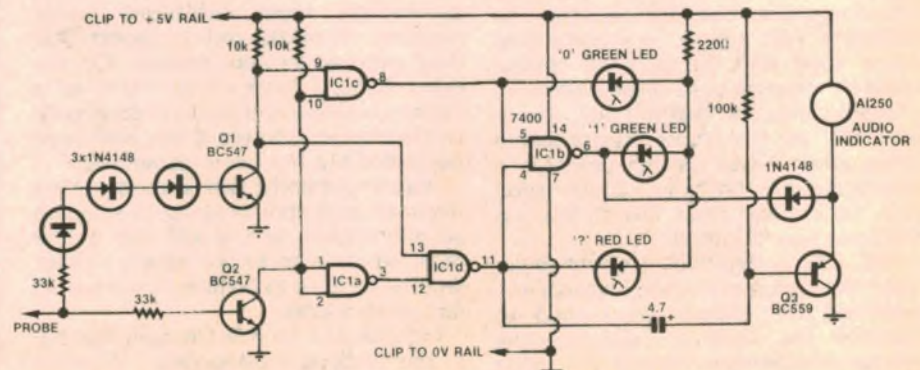 CLIP TO +5V RAIL
10k
10k
9
10
IC1c
8
'0' GREEN LED
220Ω
7400
5
14
IC1b
6
4
7
'1' GREEN LED
100k
AI250
AUDIO
INDICATOR
1N4148
Q1
BC547
3x1N4148
13
IC1d
11
12
'?' RED LED
33k
Q2
BC547
1
IC1a
3
2
33k
PROBE
4.7
- +
Q3
BC559
CLIP TO 0V RAIL
λ
λ
λ